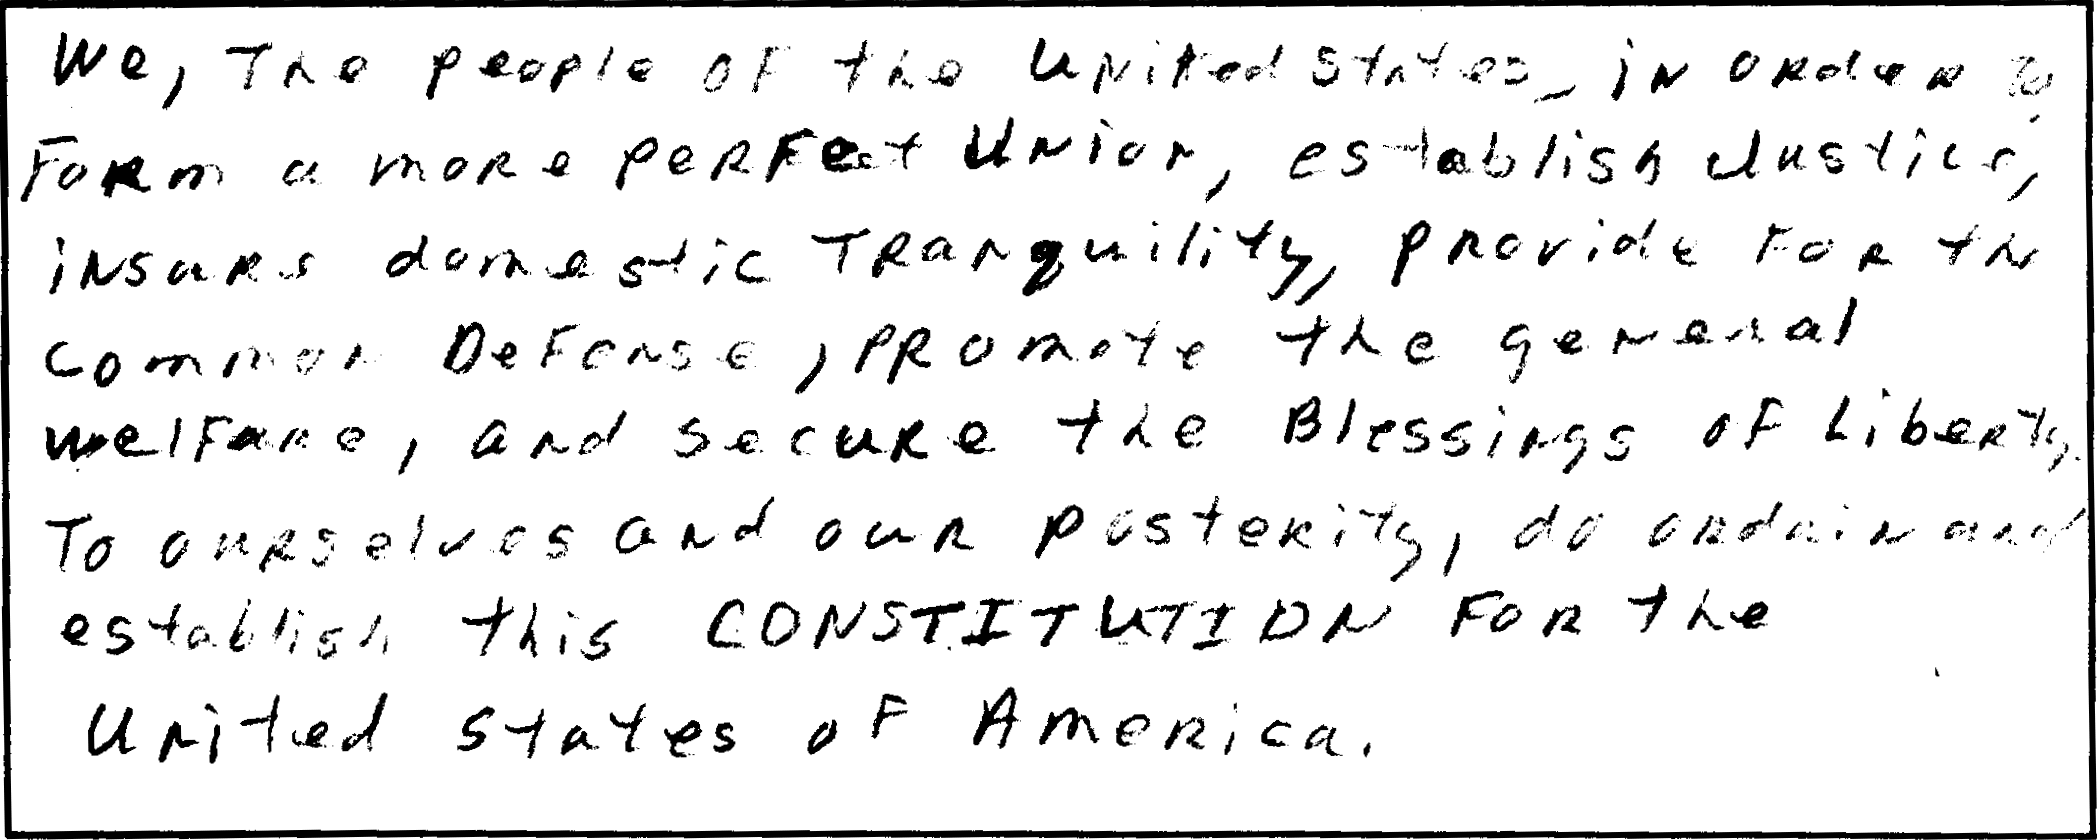 We, The people of the United States, in order to
Form a more perFect Union, establish Justice,
insure domestic TRanquility, provide For the
common DeFense, PRomote the general
welFare, and secure the Blessings oF Liberty
To ourselves and our posterity, do ordain and
establish this CONSTITUTION For the
United States oF America.